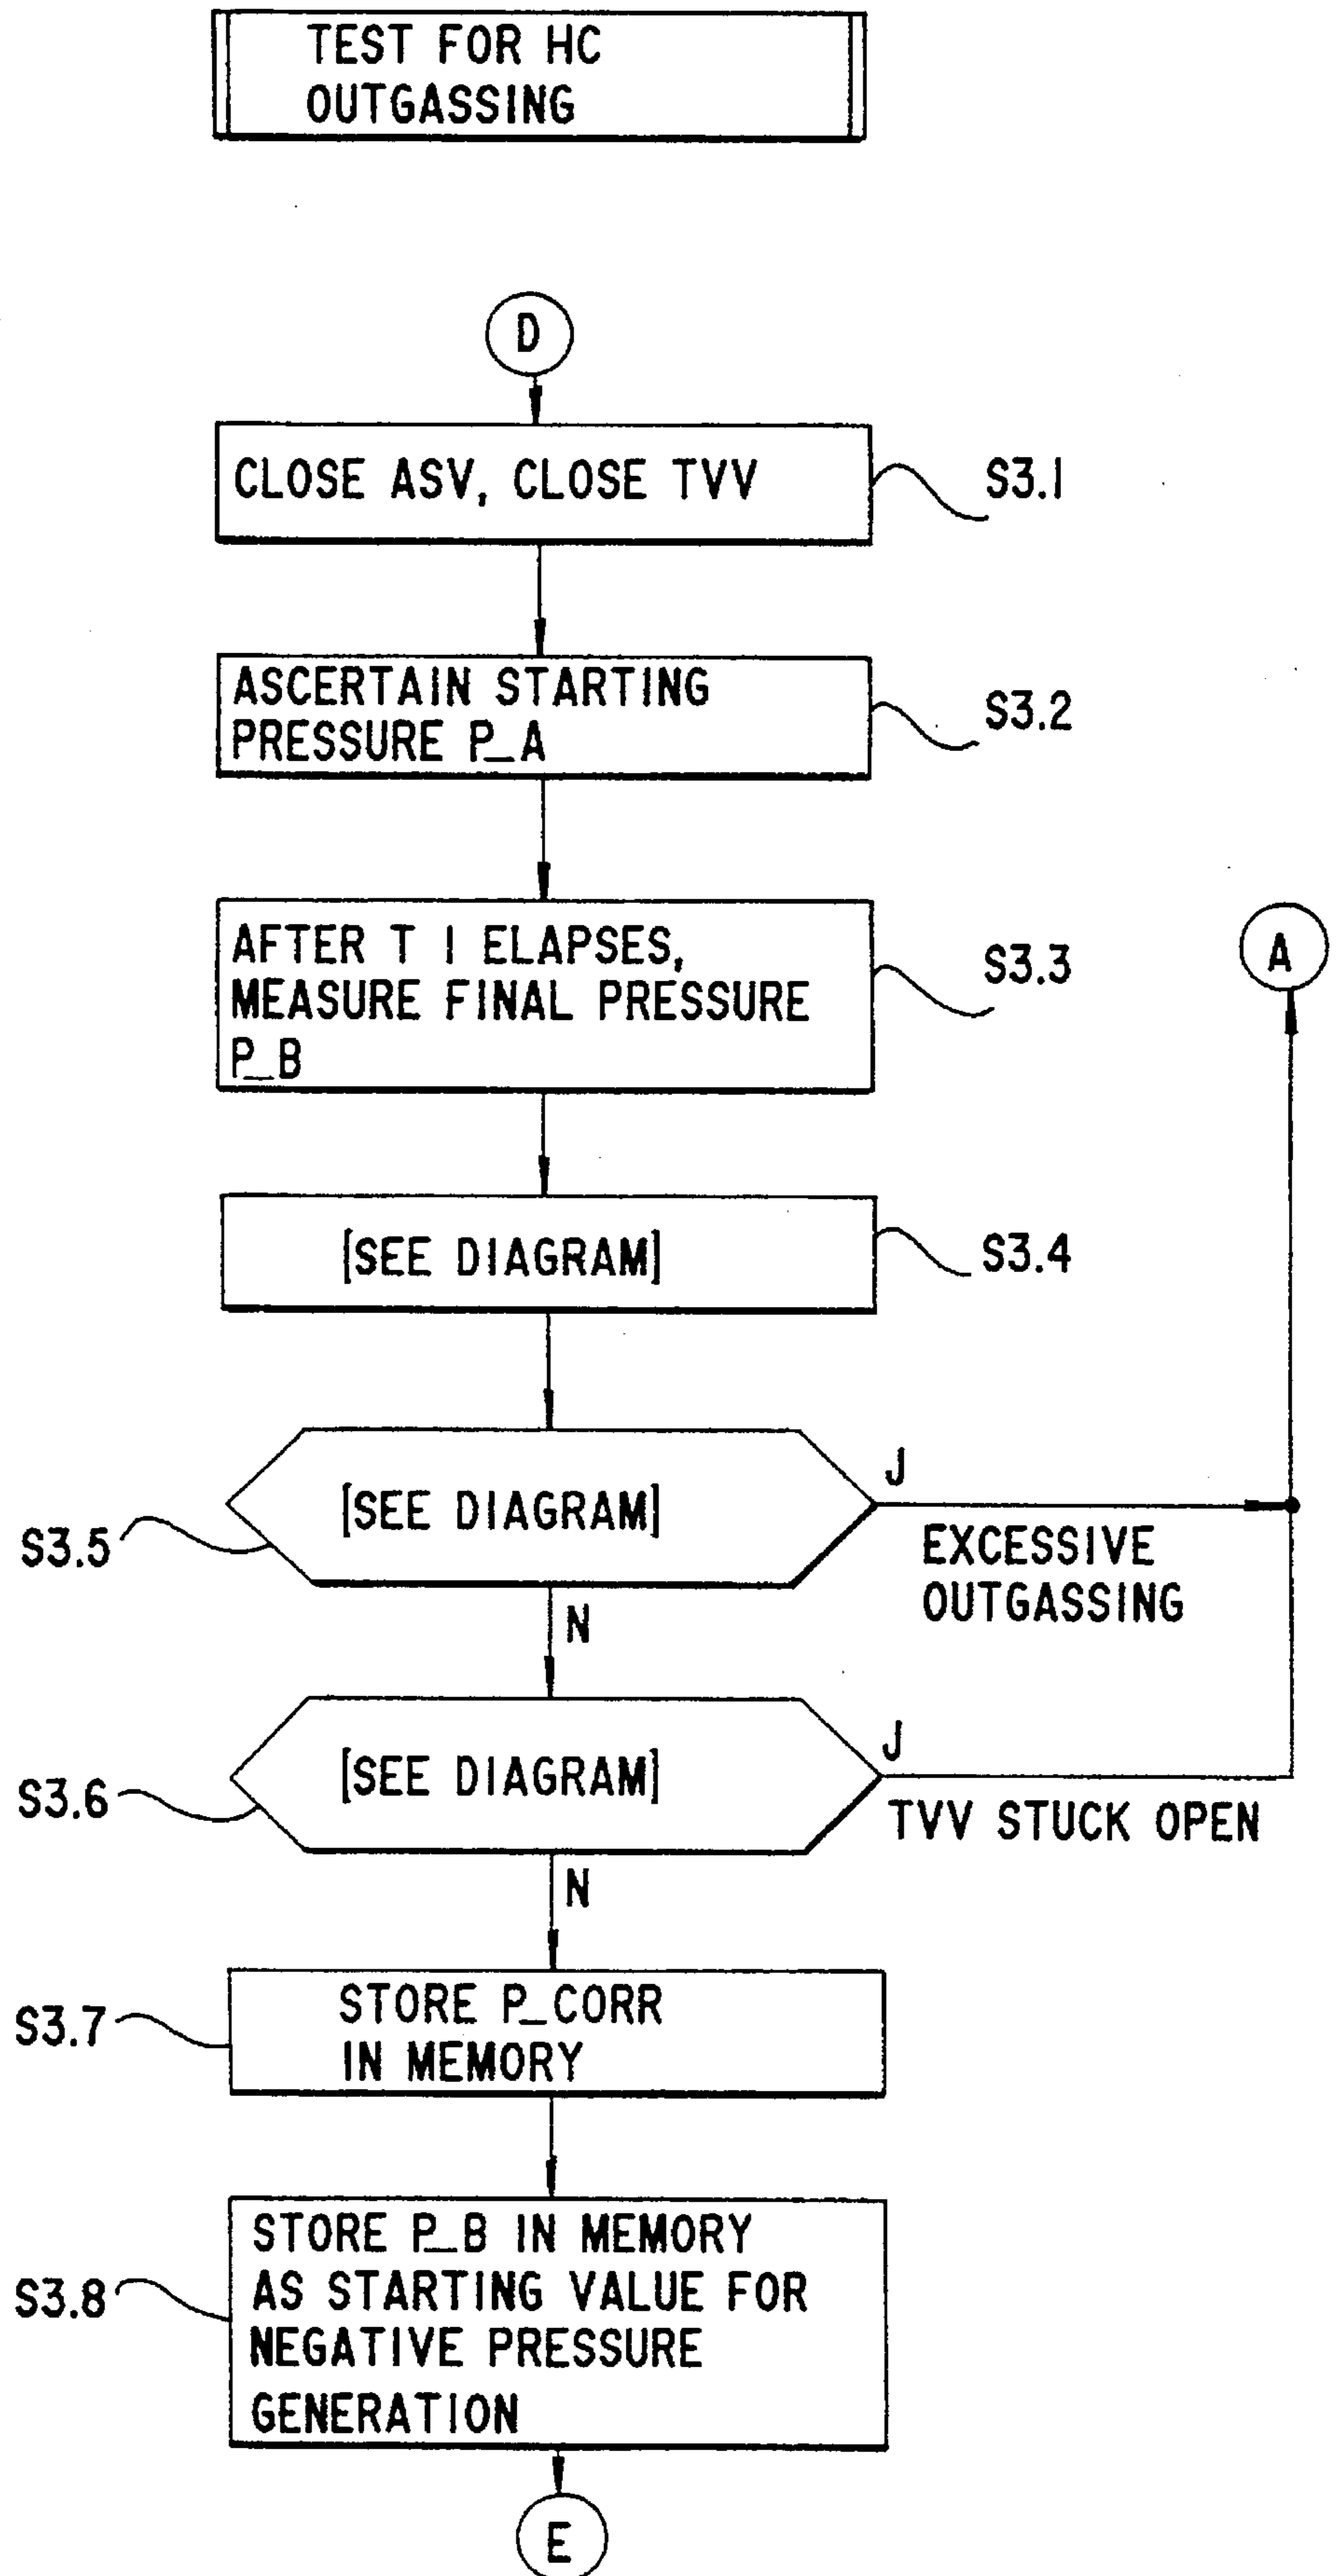 TEST FOR HC
OUTGASSING
D
CLOSE ASV, CLOSE TVV
S3.1
ASCERTAIN STARTING
PRESSURE P_A
S3.2
AFTER T 1 ELAPSES,
MEASURE FINAL PRESSURE
P_B
S3.3
A
[SEE DIAGRAM]
S3.4
[SEE DIAGRAM]
S3.5
J
EXCESSIVE
OUTGASSING
N
[SEE DIAGRAM]
S3.6
J
TVV STUCK OPEN
N
STORE P_CORR
IN MEMORY
S3.7
STORE P_B IN MEMORY
AS STARTING VALUE FOR
NEGATIVE PRESSURE
GENERATION
S3.8
E